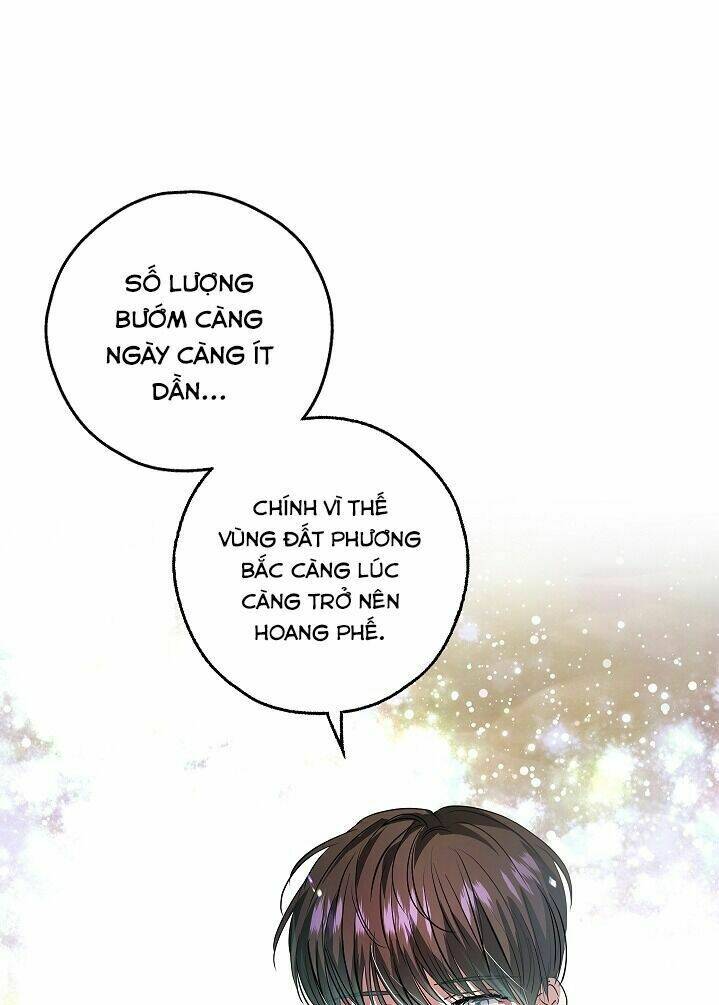 SỐ LƯỢNG
BƯỚM CÀNG
NGÀY CÀNG ÍT
DẦN...
CHÍNH VÌ THẾ
VÙNG ĐẤT PHƯƠNG
BẮC CÀNG LÚC
CÀNG TRỞ NÊN
HOANG PHẾ.